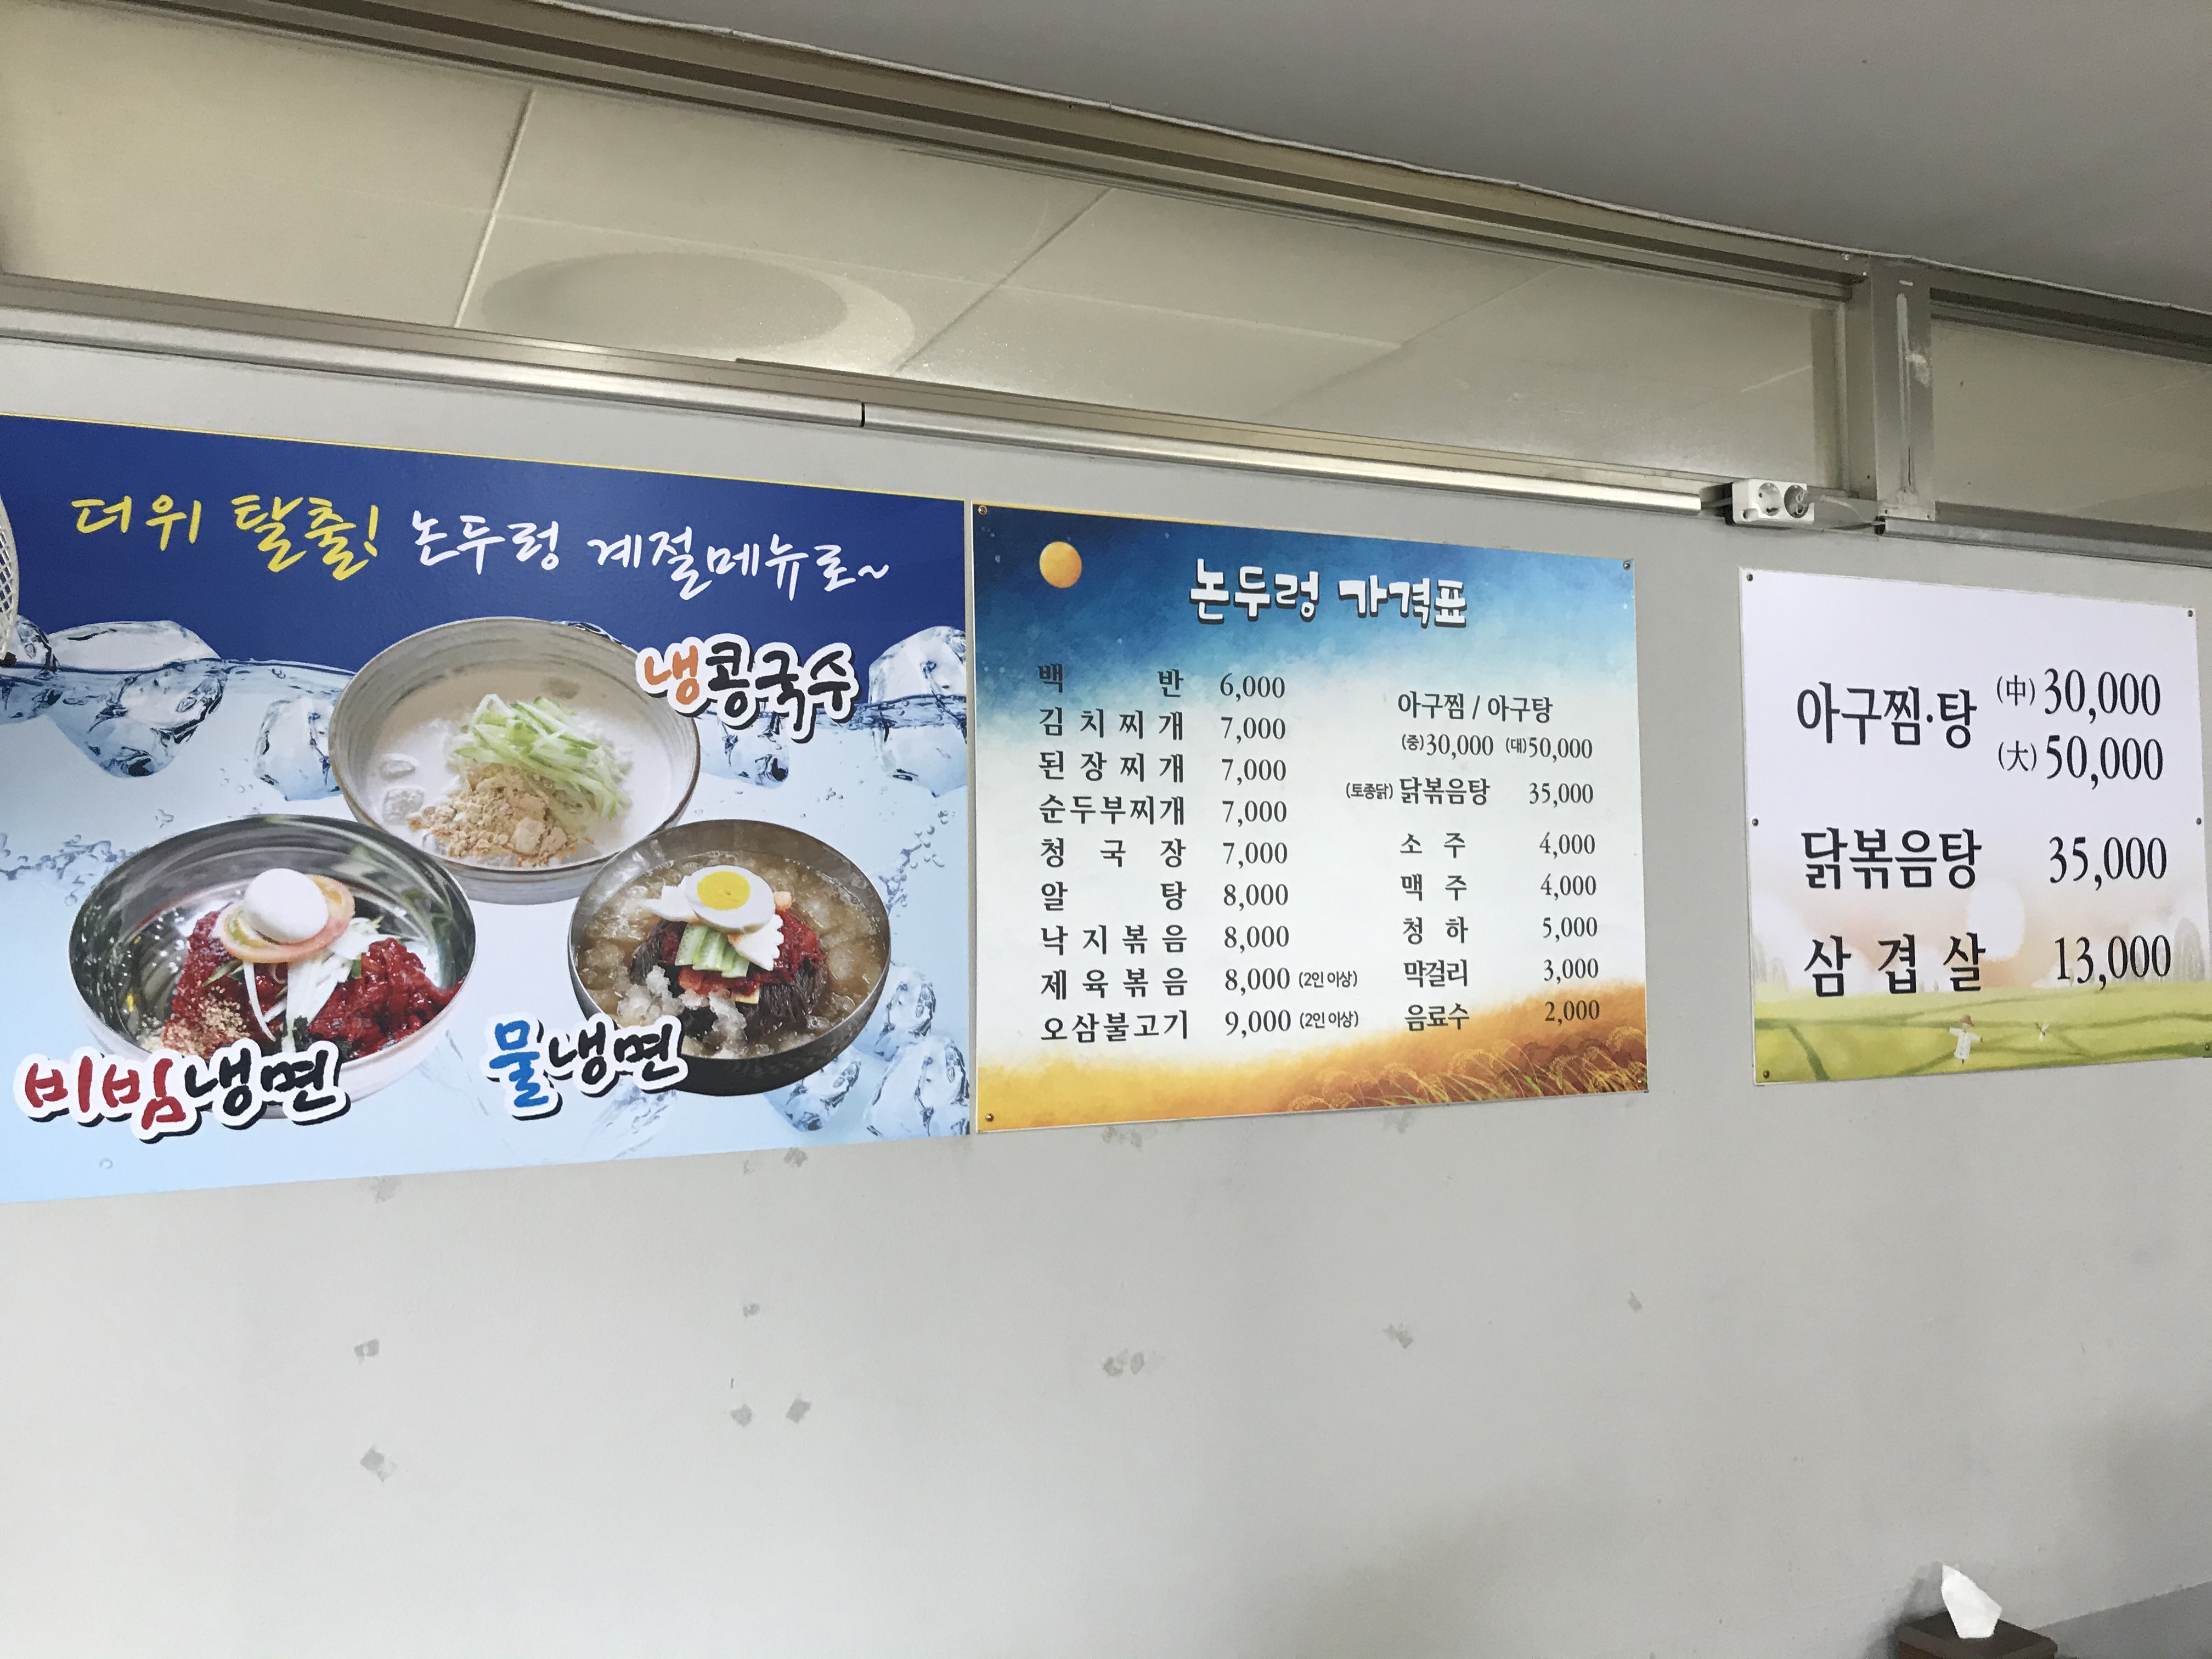 더위 탈출! 논두렁 계절메뉴로~
냉콩국수
비빔냉면
물냉면
논두렁 가격표
백 반 6,000
김치찌개 7,000
된장찌개 7,000
순두부찌개 7,000
청국장 7,000
알 탕 8,000
낙지볶음 8,000
제육볶음 8,000 (2인 이상)
오삼불고기 9,000 (2인 이상)
아구찜 / 아구탕
(중)30,000 (대)50,000
(토종닭) 닭볶음탕 35,000
소주 4,000
맥주 4,000
청하 5,000
막걸리 3,000
음료수 2,000
아구찜·탕 (中) 30,000
(大) 50,000
닭볶음탕 35,000
삼겹살 13,000